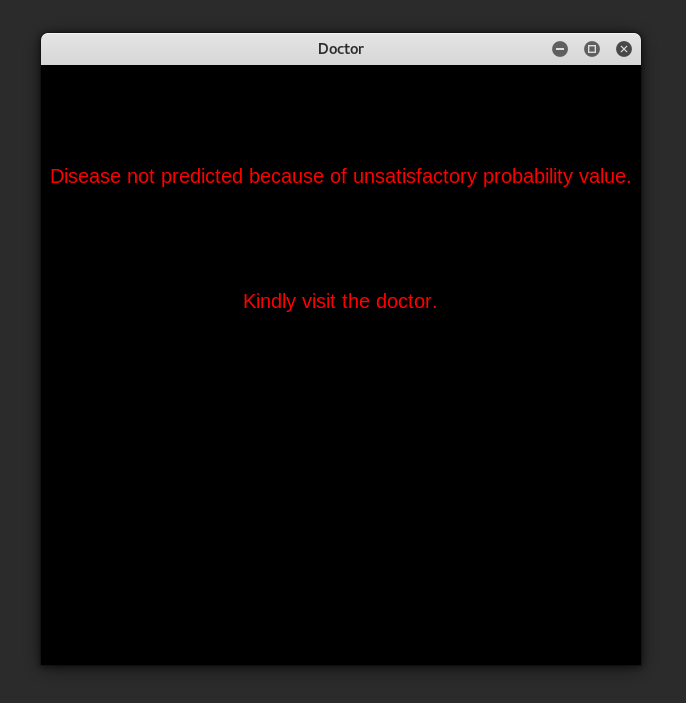 Doctor
Disease not predicted because of unsatisfactory probability value.
Kindly visit the doctor.